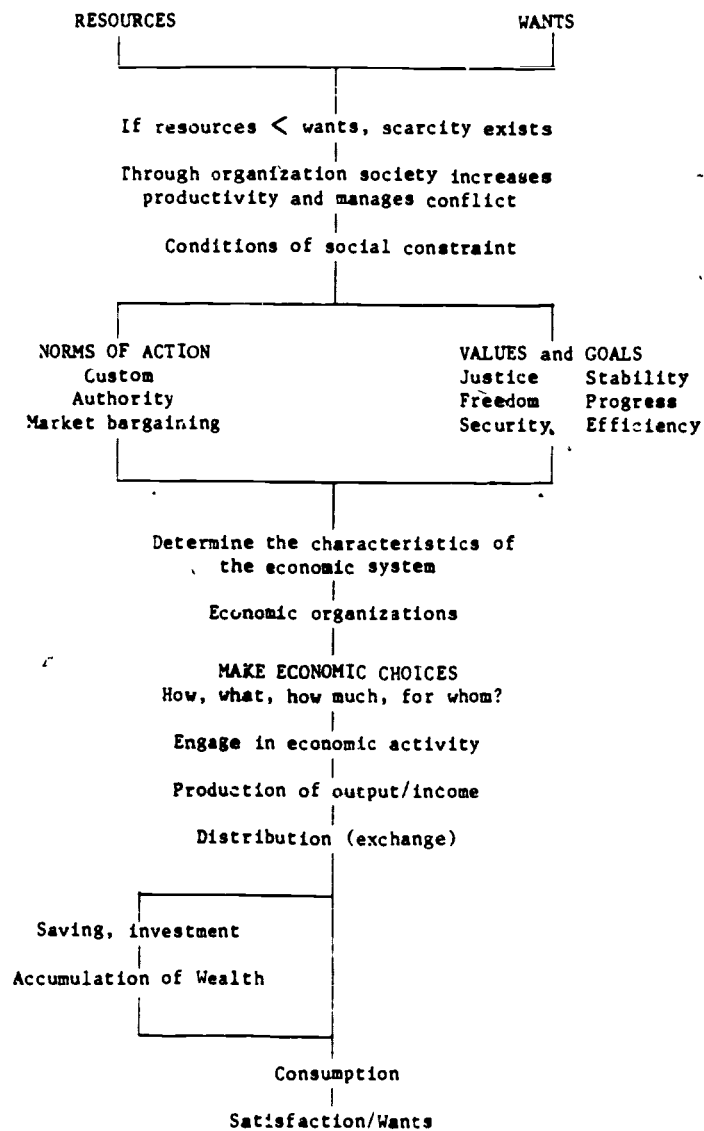 RESOURCES
WANTS
If resources < wants, scarcity exists
Through organization society increases
productivity and manages conflict
Conditions of social constraint
NORMS OF ACTION
Custom
Authority
Market bargaining
VALUES and GOALS
Justice Stability
Freedom Progress
Security Efficiency
Determine the characteristics of
the economic system
Economic organizations
MAKE ECONOMIC CHOICES
How, what, how much, for whom?
Engage in economic activity
Production of output/income
Distribution (exchange)
Saving, investment
Accumulation of Wealth
Consumption
Satisfaction/Wants